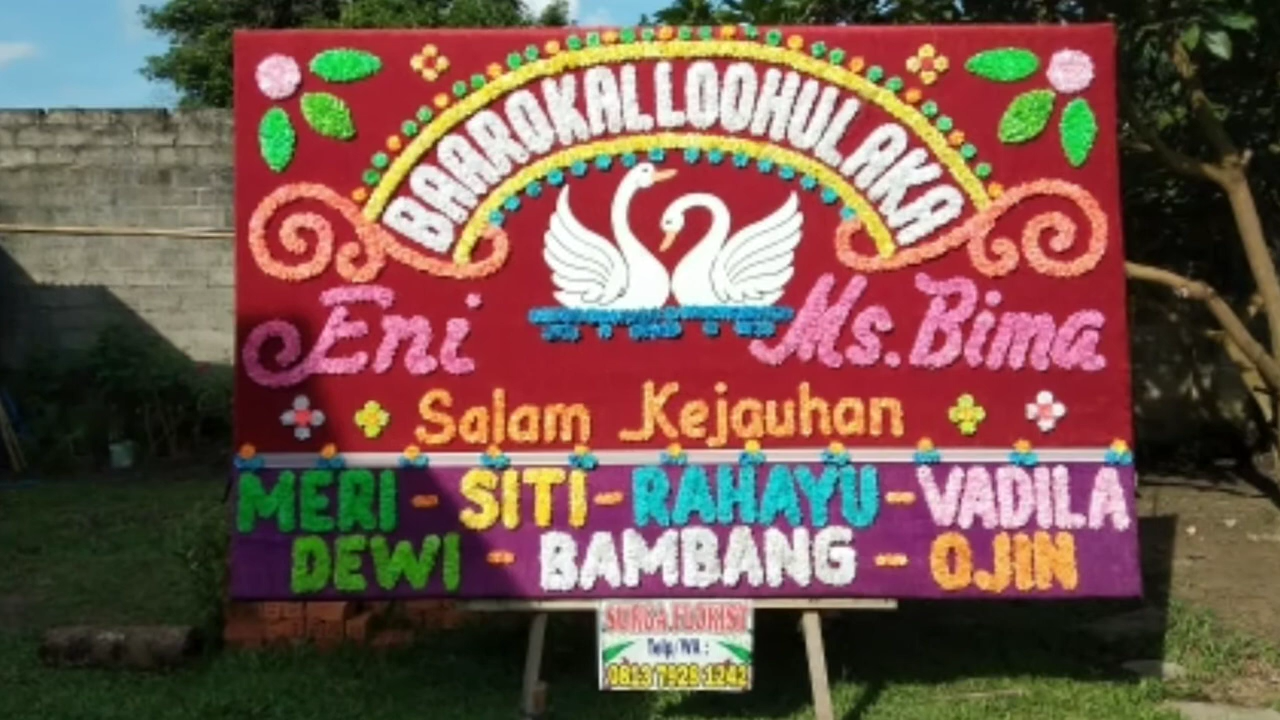 BAAROKALLOOHULAKA
Eni Ms. Bima
Salam Kejauhan
MERI - SITI - RAHAYU - VADILA
DEWI - BAMBANG - OJIN
FLORIST
Telp/WA :
0813 7928 1242